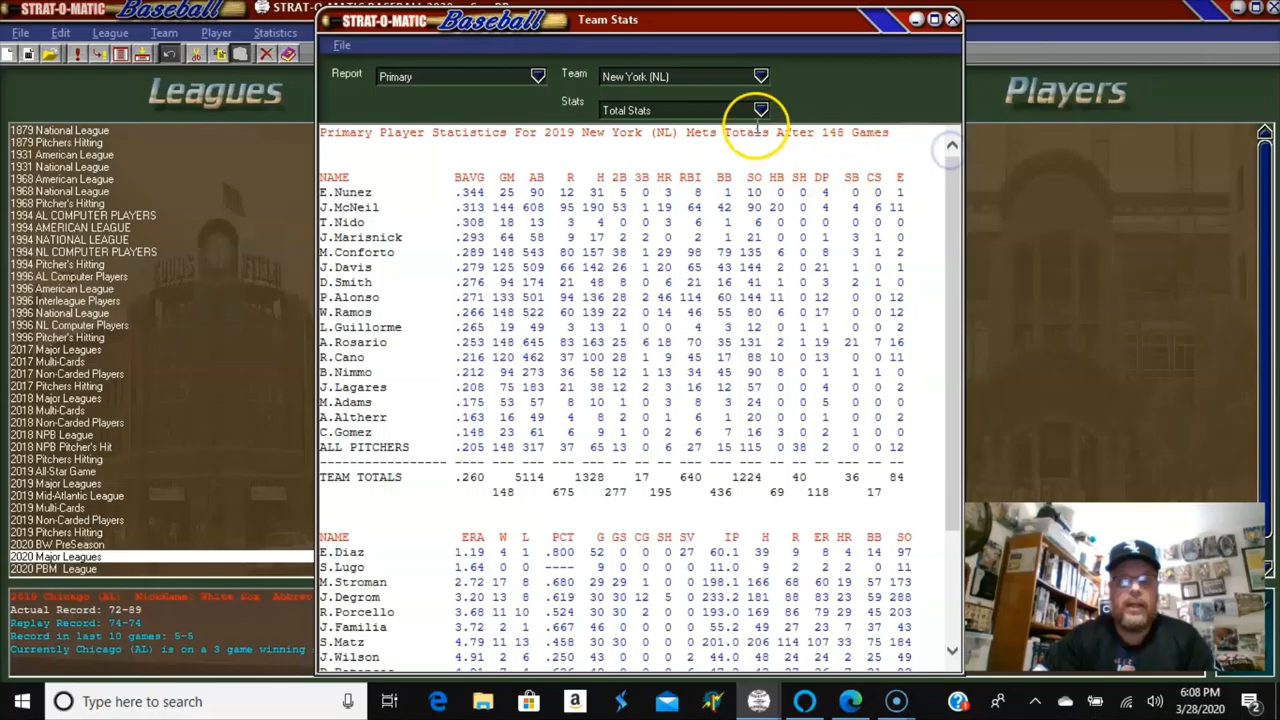 STRAT-O-MATIC Baseball
STRAT-O-MATIC Baseball Team Stats
File Edit League Team Player Statistics
File
Report Primary Team New York (NL)
Stats Total Stats
Leagues
Players
1879 National League
1879 Pitchers Hitting
1931 American League
1931 National League
1968 American League
1968 National League
1968 Pitcher's Hitting
1994 AL COMPUTER PLAYERS
1994 AMERICAN LEAGUE
1994 NATIONAL LEAGUE
1994 NL COMPUTER PLAYERS
1994 Pitcher's Hitting
1996 AL Computer Players
1996 American League
1996 Interleague Players
1996 National League
1996 NL Computer Players
1996 Pitcher's Hitting
2017 Major Leagues
2017 Multi-Cards
2017 Non-Carded Players
2017 Pitchers Hitting
2018 Major Leagues
2018 Multi-Cards
2018 Non-Carded Players
2018 NPB League
2018 NPB Pitcher's Hit
2018 Pitchers Hitting
2019 All-Star Game
2019 Major Leagues
2019 Mid-Atlantic League
2019 Multi-Cards
2019 Non-Carded Players
2019 Pitchers Hitting
2020 BW PreSeason
2020 Major Leagues
2020 PBM League
2019 Chicago (AL) NickName: White Sox Abbrev
Actual Record: 72-89
Replay Record: 74-74
Record in last 10 games: 5-5
Currently Chicago (AL) is on a 3 game winning
Primary Player Statistics For 2019 New York (NL) Mets Totals After 148 Games
NAME BAVG GM AB R H 2B 3B HR RBI BB SO HB SH DP SB CS E
E.Nunez .344 25 90 12 31 5 0 3 8 1 10 0 0 4 0 0 1
J.McNeil .313 144 608 95 190 53 1 19 64 42 90 20 0 4 4 6 11
T.Nido .308 18 13 3 4 0 0 3 6 1 6 0 0 0 0 0 0
J.Marisnick .293 64 58 9 17 2 2 0 2 1 21 0 0 1 3 1 0
M.Conforto .289 148 543 80 157 38 1 29 98 79 135 6 0 8 3 1 2
J.Davis .279 125 509 66 142 26 1 20 65 43 144 2 0 21 1 0 1
D.Smith .276 94 174 21 48 8 0 6 21 16 41 1 0 3 2 1 0
P.Alonso .271 133 501 94 136 28 2 46 114 60 144 11 0 12 0 0 12
W.Ramos .266 148 522 60 139 22 0 14 46 55 80 6 0 17 0 0 12
L.Guillorme .265 19 49 3 13 1 0 0 4 3 12 0 1 1 0 0 2
A.Rosario .253 148 645 83 163 25 6 18 70 35 131 2 1 19 21 7 16
R.Cano .216 120 462 37 100 28 1 9 45 17 88 10 0 13 0 0 11
B.Nimmo .212 94 273 36 58 12 1 13 34 45 90 8 0 1 1 1 0
J.Lagares .208 75 183 21 38 12 2 3 16 12 57 0 0 4 0 0 0
M.Adams .175 53 57 8 10 1 0 3 8 3 24 0 0 5 0 0 0
A.Altherr .163 16 49 4 8 2 0 1 6 1 20 0 0 0 0 0 2
C.Gomez .148 23 61 6 9 1 0 2 6 7 16 3 0 2 1 0 0
ALL PITCHERS .205 148 317 37 65 13 0 6 27 15 115 0 38 4 0 0 12
TEAM TOTALS .260 5114 1328 17 640 1224 40 36 84
148 675 277 195 436 69 118 17
NAME ERA W L PCT G GS CG SH SV IP H R ER HR BB SO
E.Diaz 1.19 4 1 .800 52 0 0 0 27 60.1 39 9 8 4 14 97
S.Lugo 1.64 0 0 ---- 9 0 0 0 0 11.0 9 2 2 2 0 11
M.Stroman 2.72 17 8 .680 29 29 1 0 0 198.1 166 68 60 19 57 173
J.Degrom 3.20 13 8 .619 30 30 12 5 0 233.2 181 88 83 23 59 288
R.Porcello 3.68 11 10 .524 30 30 2 0 0 193.0 169 86 79 29 45 203
J.Familia 3.72 2 1 .667 46 0 0 0 0 55.2 49 27 23 7 37 43
S.Matz 4.79 11 13 .458 30 30 0 0 0 201.0 206 114 107 33 75 184
J.Wilson 4.91 2 6 .250 43 0 0 0 2 44.0 48 24 24 2 25 49
Type here to search
6:08 PM
3/28/2020
2